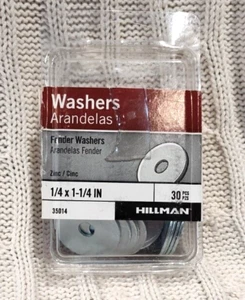 Washers
Arandelas
Fender Washers
Arandelas Fender
Zinc / Cinc
1/4 x 1-1/4 IN
30 PCS
PZS
35014
HILLMAN